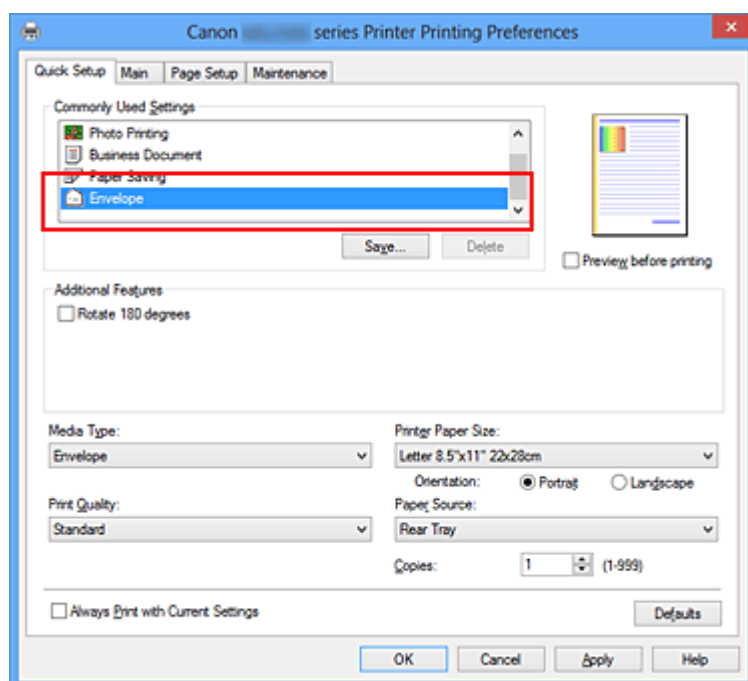 Canon series Printer Printing Preferences
Quick Setup Main Page Setup Maintenance
Commonly Used Settings
Photo Printing
Business Document
Paper Saving
Envelope
Save... Delete
Preview before printing
Additional Features
Rotate 180 degrees
Media Type: Printer Paper Size:
Envelope Letter 8.5"x11" 22x28cm
Orientation: Portrait Landscape
Print Quality: Paper Source:
Standard Rear Tray
Copies: 1 (1-999)
Always Print with Current Settings
Defaults
OK Cancel Apply Help